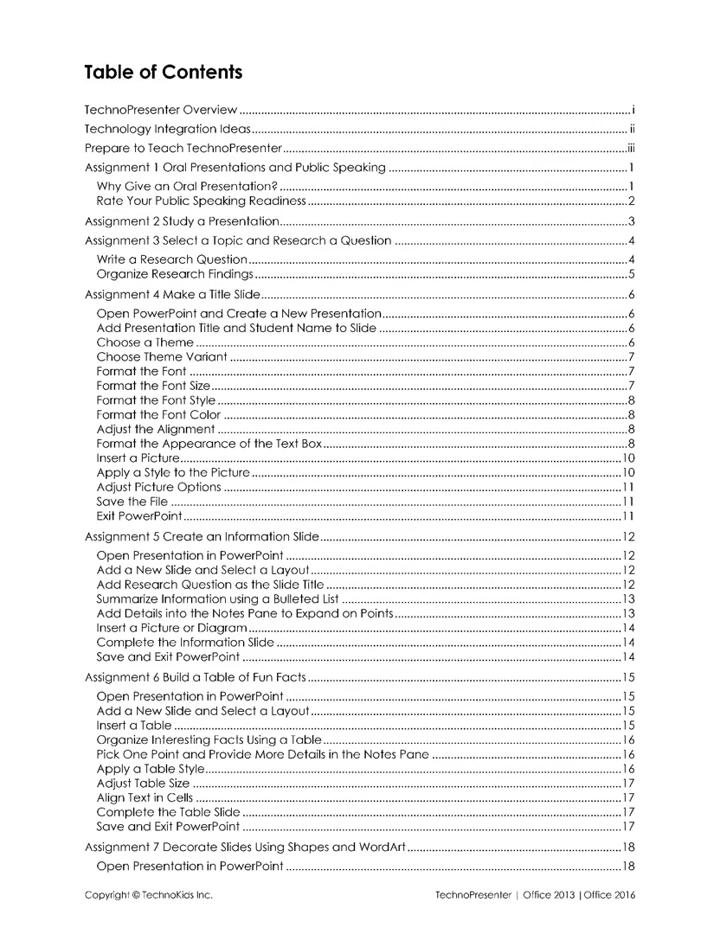 Table of Contents
TechnoPresenter Overview ..... i
Technology Integration Ideas ..... ii
Prepare to Teach TechnoPresenter ..... iii
Assignment 1 Oral Presentations and Public Speaking ..... 1
Why Give an Oral Presentation? ..... 1
Rate Your Public Speaking Readiness ..... 2
Assignment 2 Study a Presentation ..... 3
Assignment 3 Select a Topic and Research a Question ..... 4
Write a Research Question ..... 4
Organize Research Findings ..... 5
Assignment 4 Make a Title Slide ..... 6
Open PowerPoint and Create a New Presentation ..... 6
Add Presentation Title and Student Name to Slide ..... 6
Choose a Theme ..... 6
Choose Theme Variant ..... 7
Format the Font ..... 7
Format the Font Size ..... 7
Format the Font Style ..... 8
Format the Font Color ..... 8
Adjust the Alignment ..... 8
Format the Appearance of the Text Box ..... 8
Insert a Picture ..... 10
Apply a Style to the Picture ..... 10
Adjust Picture Options ..... 11
Save the File ..... 11
Exit PowerPoint ..... 11
Assignment 5 Create an Information Slide ..... 12
Open Presentation in PowerPoint ..... 12
Add a New Slide and Select a Layout ..... 12
Add Research Question as the Slide Title ..... 12
Summarize Information using a Bulleted List ..... 13
Add Details into the Notes Pane to Expand on Points ..... 13
Insert a Picture or Diagram ..... 14
Complete the Information Slide ..... 14
Save and Exit PowerPoint ..... 14
Assignment 6 Build a Table of Fun Facts ..... 15
Open Presentation in PowerPoint ..... 15
Add a New Slide and Select a Layout ..... 15
Insert a Table ..... 15
Organize Interesting Facts Using a Table ..... 16
Pick One Point and Provide More Details in the Notes Pane ..... 16
Apply a Table Style ..... 16
Adjust Table Size ..... 17
Align Text in Cells ..... 17
Complete the Table Slide ..... 17
Save and Exit PowerPoint ..... 17
Assignment 7 Decorate Slides Using Shapes and WordArt ..... 18
Open Presentation in PowerPoint ..... 18
Copyright © TechnoKids Inc.
TechnoPresenter | Office 2013 | Office 2016